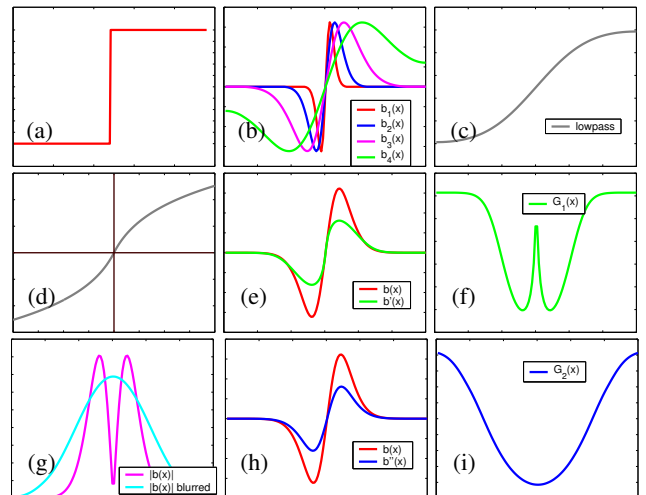 (a)
(b)
b₁(x)
b₂(x)
b₃(x)
b₄(x)
(c)
lowpass
(d)
(e)
b(x)
b'(x)
(f)
G₁(x)
(g)
|b(x)|
|b(x)| blurred
(h)
b(x)
b''(x)
(i)
G₂(x)